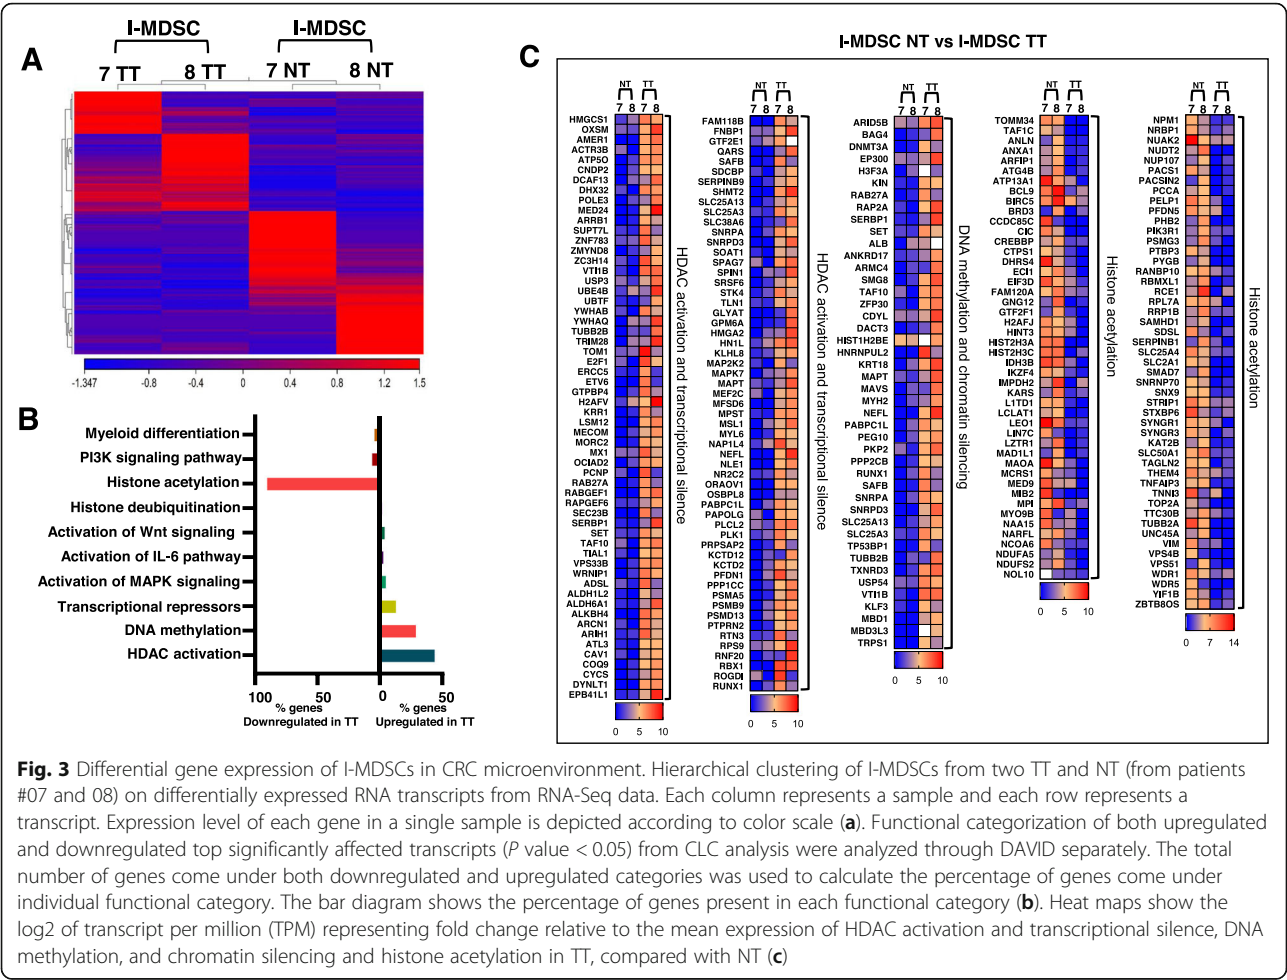 A
I-MDSC
I-MDSC
7 TT
8 TT
7 NT
8 NT
-1.347
-0.8
-0.4
0
0.4
0.8
1.2
1.5
B
Myeloid differentiation
PI3K signaling pathway
Histone acetylation
Histone deubiquitination
Activation of Wnt signaling
Activation of IL-6 pathway
Activation of MAPK signaling
Transcriptional repressors
DNA methylation
HDAC activation
100
50
0
50
% genes
Downregulated in TT
% genes
Upregulated in TT
C
I-MDSC NT vs I-MDSC TT
NT
TT
7 8 7 8
HMGCS1
OXSM
AMER1
ACTR3B
ATP5O
CNDP2
DCAF13
DHX32
POLE3
MED24
ARRB1
SUPT7L
ZNF783
ZMYND8
ZC3H14
VTI1B
USP3
UBE4B
UBTF
YWHAB
YWHAQ
TUBB2B
TRIM28
TOM1
E2F1
ERCC5
ETV6
GTPBP4
H2AFV
KRR1
LSM12
MECOM
MORC2
MX1
OCIAD2
PCNP
RAB27A
RABGEF1
RAPGEF6
SEC23B
SERBP1
SET
TAF10
TIAL1
VPS33B
WRNIP1
ADSL
ALDH1L2
ALDH6A1
ALKBH4
ARCN1
ARIH1
ATL3
CAV1
COQ9
CYCS
DYNLT1
EPB41L1
HDAC activation and transcriptional silence
0 5 10
NT
TT
7 8 7 8
FAM118B
FNBP1
GTF2E1
QARS
SAFB
SDCBP
SERPINB9
SHMT2
SLC25A13
SLC25A3
SLC38A6
SNRPA
SNRPD3
SOAT1
SPAG7
SPIN1
SRSF6
STK4
TLN1
GLYAT
GPM6A
HMGA2
HN1L
KLHL8
MAP2K2
MAPK7
MAPT
MEF2C
MFSD6
MPST
MSL1
MYL6
NAP1L4
NEFL
NLE1
NR2C2
ORAOV1
OSBPL8
PABPC1L
PAPOLG
PLCL2
PLK1
PRPSAP2
KCTD12
KCTD2
PFDN1
PPP1CC
PSMA5
PSMB9
PSMD13
PTPRN2
RTN3
RPS9
RNF20
RBX1
ROGDI
RUNX1
HDAC activation and transcriptional silence
0 5 10
NT
TT
7 8 7 8
ARID5B
BAG4
DNMT3A
EP300
H3F3A
KIN
RAB27A
RAP2A
SERBP1
SET
ALB
ANKRD17
ARMC4
SMG8
TAF10
ZFP30
CDYL
DACT3
HIST1H2BE
HNRNPUL2
KRT18
MAPT
MAVS
MYH2
NEFL
PABPC1L
PEG10
PKP2
PPP2CB
RUNX1
SAFB
SNRPA
SNRPD3
SLC25A13
SLC25A3
TP53BP1
TUBB2B
TXNRD3
USP54
VTI1B
KLF3
MBD1
MBD3L3
TRPS1
DNA methylation and chromatin silencing
0 5 10
NT
TT
7 8 7 8
TOMM34
TAF1C
ANLN
ANXA1
ARFIP1
ATG4B
ATP13A1
BCL9
BIRC5
BRD3
CCDC85C
CIC
CREBBP
CTPS1
DHRS4
ECI1
EIF3D
FAM120A
GNG12
GTF2F1
H2AFJ
HINT3
HIST2H3A
HIST2H3C
IDH3B
IKZF4
IMPDH2
KARS
L1TD1
LCLAT1
LEO1
LIN7C
LZTR1
MAD1L1
MAOA
MCRS1
MED9
MIB2
MPI
MYO9B
NAA15
NARFL
NCOA6
NDUFA5
NDUFS2
NOL10
Histone acetylation
0 5 10
NT
TT
7 8 7 8
NPM1
NRBP1
NUAK2
NUDT2
NUP107
PACS1
PACSIN2
PCCA
PELP1
PFDN5
PHB2
PIK3R1
PSMG3
PTBP3
PYGB
RANBP10
RBMXL1
RCE1
RPL7A
RRP1B
SAMHD1
SDSL
SERPINB1
SLC25A4
SLC2A1
SMAD7
SNRNP70
SNX9
STRIP1
STXBP6
SYNGR1
SYNGR3
KAT2B
SLC50A1
TAGLN2
THEM4
TNFAIP3
TNNI3
TOP2A
TTC30B
TUBB2A
UNC45A
VIM
VPS4B
VPS51
WDR1
WDR5
YIF1B
ZBTB8OS
Histone acetylation
0 7 14
Fig. 3 Differential gene expression of I-MDSCs in CRC microenvironment. Hierarchical clustering of I-MDSCs from two TT and NT (from patients
#07 and 08) on differentially expressed RNA transcripts from RNA-Seq data. Each column represents a sample and each row represents a
transcript. Expression level of each gene in a single sample is depicted according to color scale (a). Functional categorization of both upregulated
and downregulated top significantly affected transcripts (P value < 0.05) from CLC analysis were analyzed through DAVID separately. The total
number of genes come under both downregulated and upregulated categories was used to calculate the percentage of genes come under
individual functional category. The bar diagram shows the percentage of genes present in each functional category (b). Heat maps show the
log2 of transcript per million (TPM) representing fold change relative to the mean expression of HDAC activation and transcriptional silence, DNA
methylation, and chromatin silencing and histone acetylation in TT, compared with NT (c)